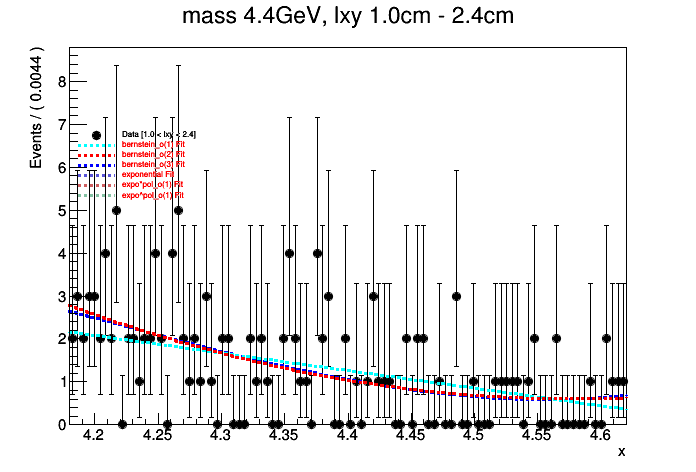 mass 4.4GeV, lxy 1.0cm - 2.4cm
Events / ( 0.0044 )
8
7
6
5
4
3
2
1
0
Data [1.0 < lxy < 2.4]
bernstein_o(1) Fit
bernstein_o(2) Fit
bernstein_o(3) Fit
exponential Fit
expo*pol_o(1) Fit
expo^pol_o(1) Fit
4.2 4.25 4.3 4.35 4.4 4.45 4.5 4.55 4.6
x